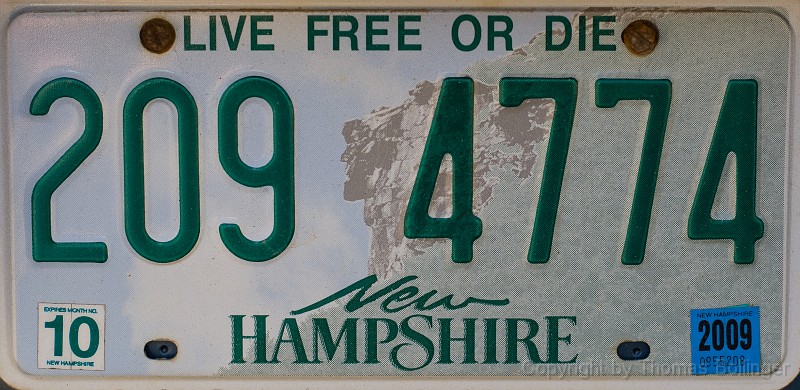 LIVE FREE OR DIE
209 4774
New
HAMPSHIRE
EXPIRES MONTH NO.
10
NEW HAMPSHIRE
NEW HAMPSHIRE
2009
Copyright by Thomas Bollinger